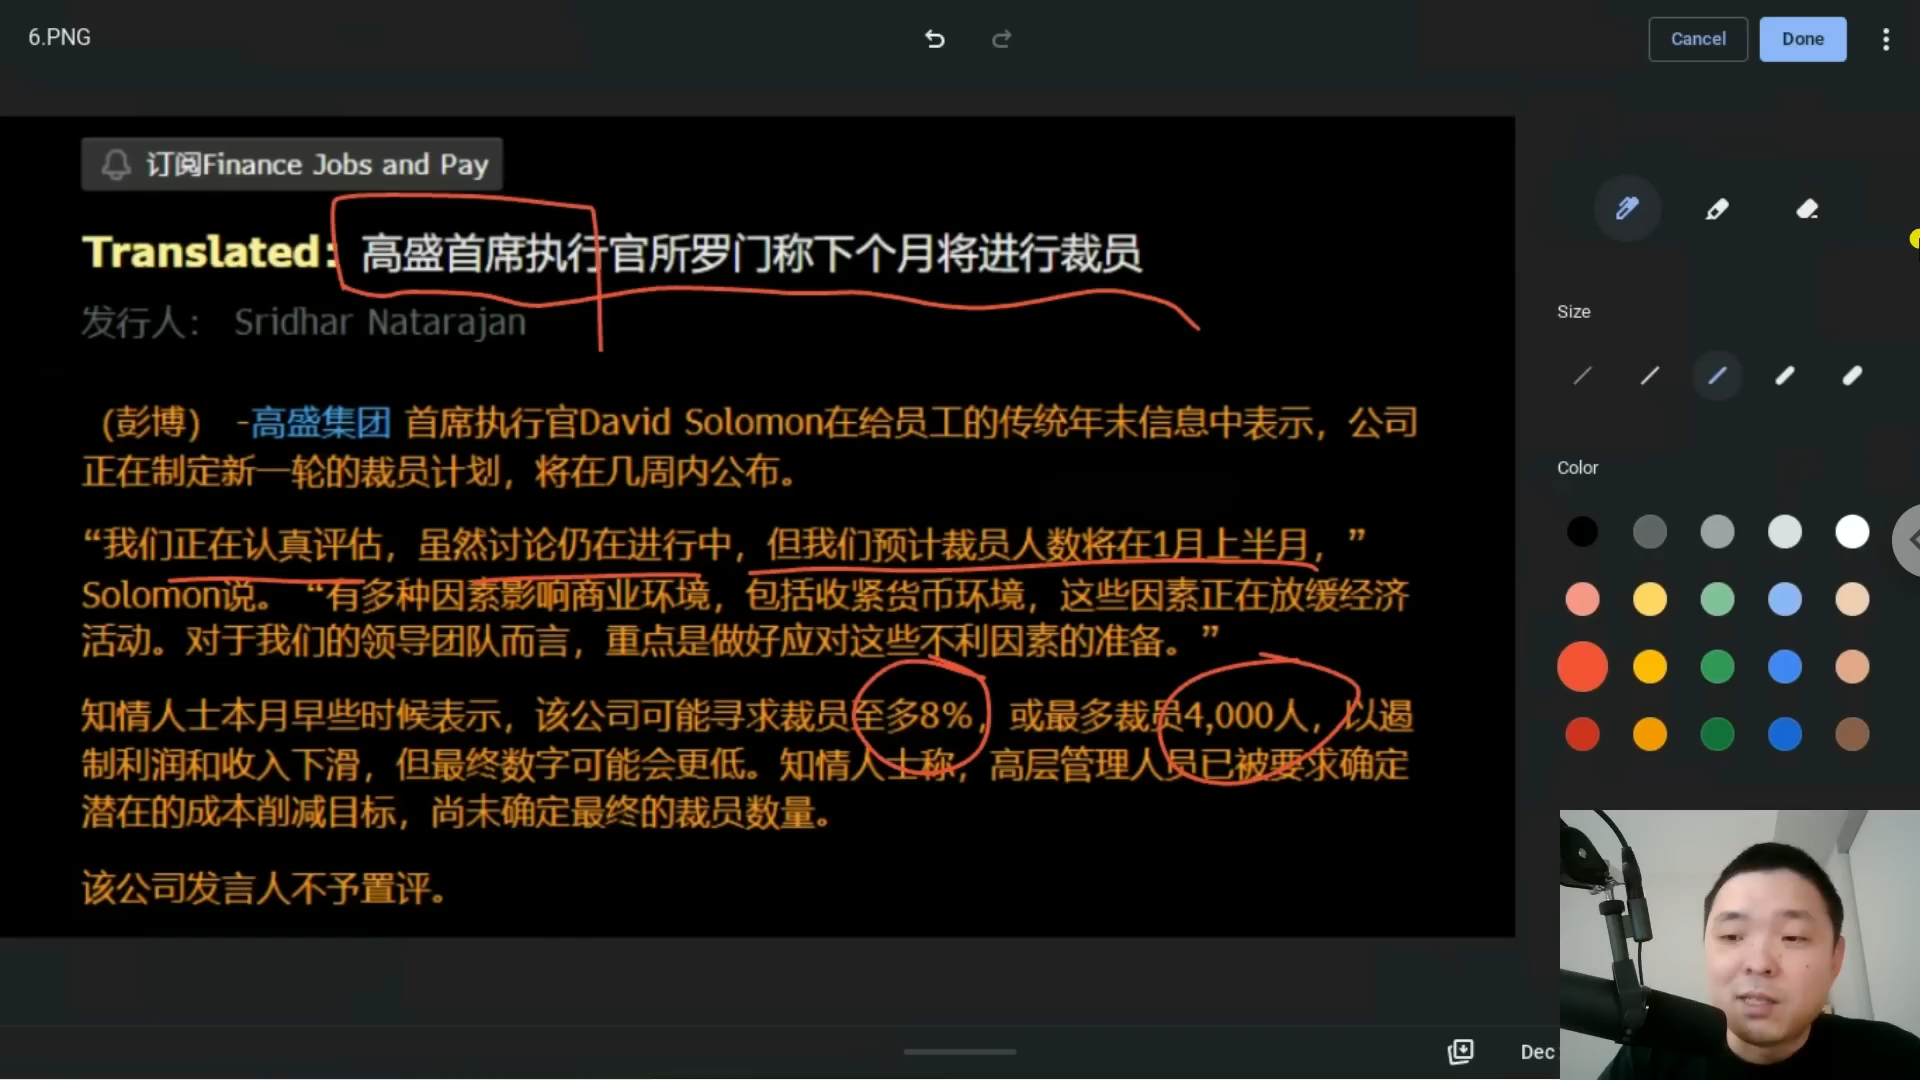 6.PNG
Cancel
Done
订阅Finance Jobs and Pay
Translated: 高盛首席执行官所罗门称下个月将进行裁员
发行人： Sridhar Natarajan
（彭博） -高盛集团 首席执行官David Solomon在给员工的传统年末信息中表示，公司
正在制定新一轮的裁员计划，将在几周内公布。
“我们正在认真评估，虽然讨论仍在进行中，但我们预计裁员人数将在1月上半月，”
Solomon说。 “有多种因素影响商业环境，包括收紧货币环境，这些因素正在放缓经济
活动。对于我们的领导团队而言，重点是做好应对这些不利因素的准备。”
知情人士本月早些时候表示，该公司可能寻求裁员至多8%，或最多裁员4,000人，以遏
制利润和收入下滑，但最终数字可能会更低。知情人士称，高层管理人员已被要求确定
潜在的成本削减目标，尚未确定最终的裁员数量。
该公司发言人不予置评。
Size
Color
Dec